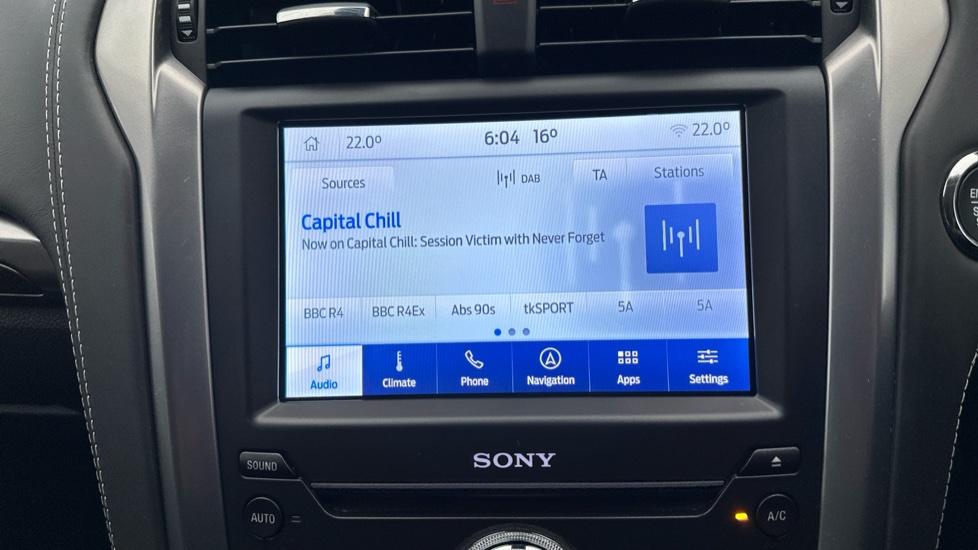 22.0° 6:04 16° 22.0°
Sources DAB TA Stations
Capital Chill
Now on Capital Chill: Session Victim with Never Forget
BBC R4 BBC R4Ex Abs 90s tkSPORT 5A 5A
Audio Climate Phone Navigation Apps Settings
SONY
SOUND
AUTO A/C